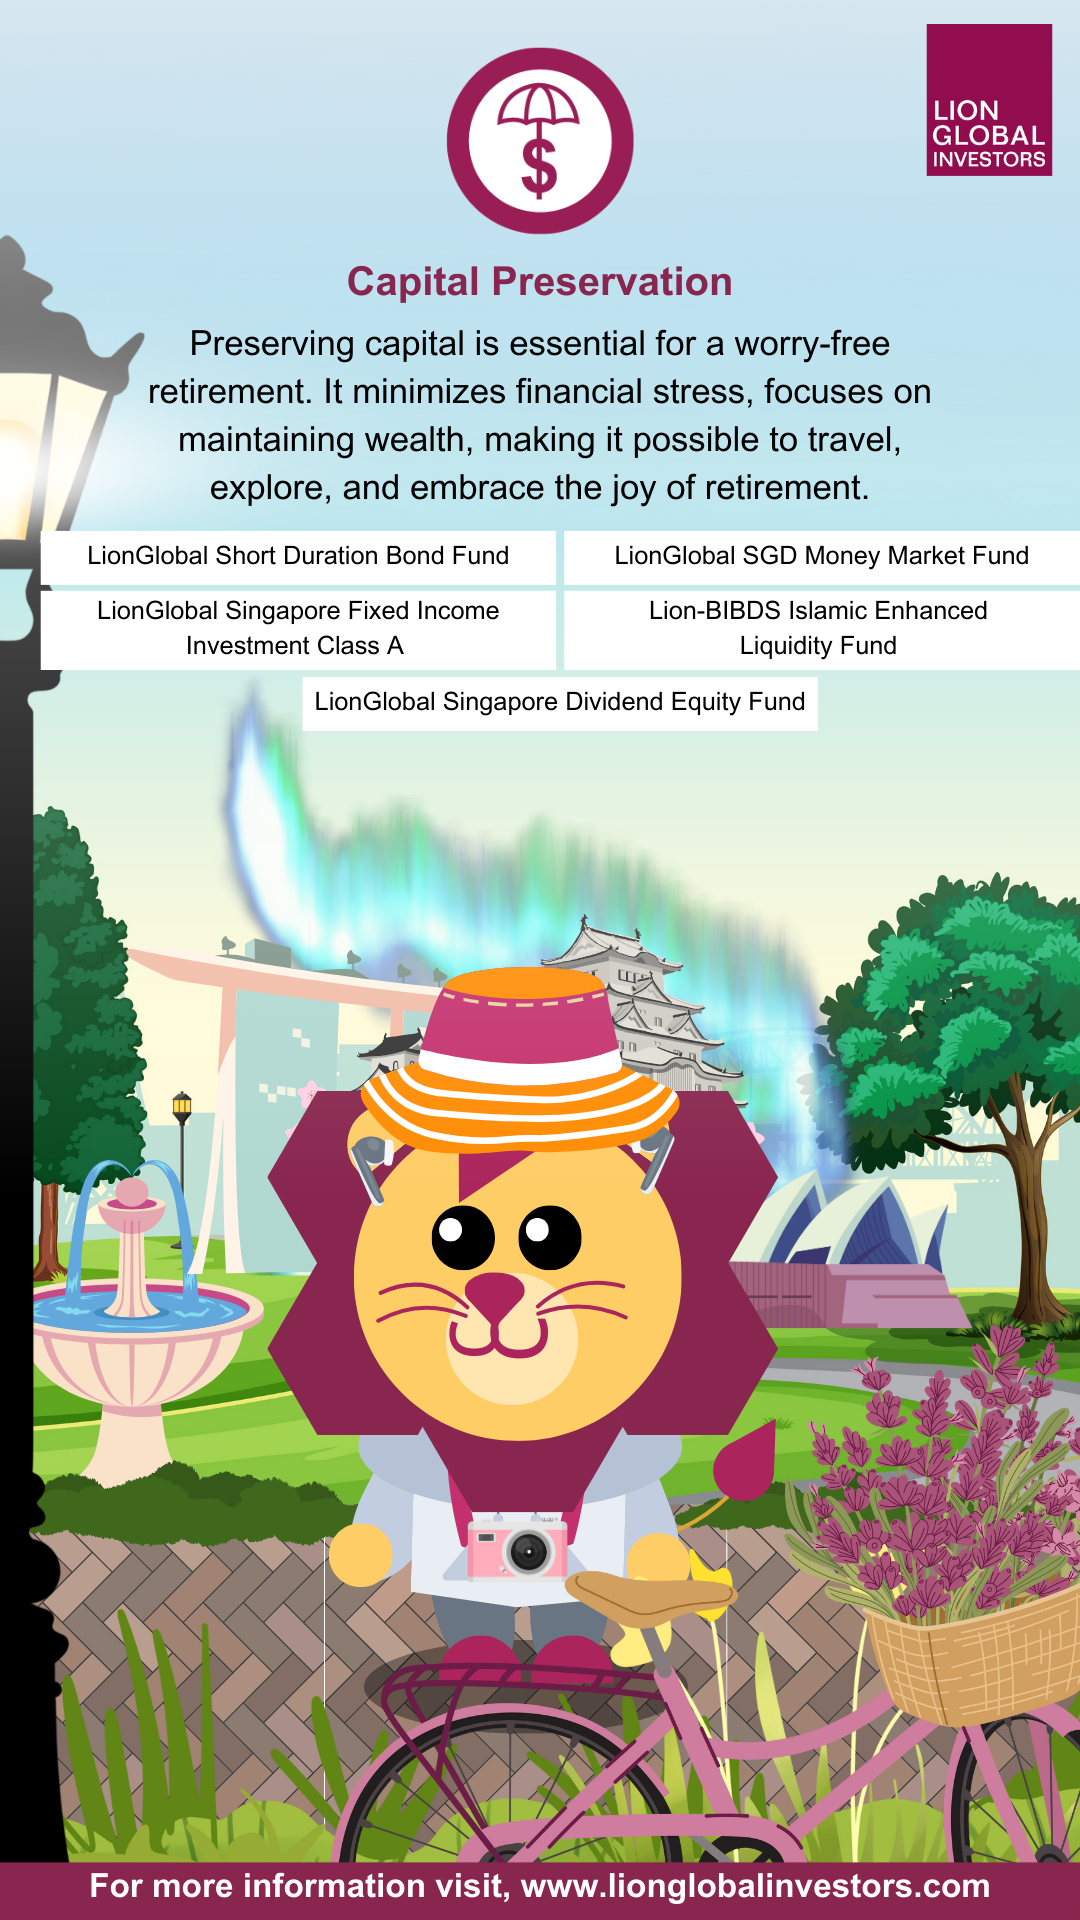 LION
GLOBAL
INVESTORS
$
Capital Preservation
Preserving capital is essential for a worry-free
retirement. It minimizes financial stress, focuses on
maintaining wealth, making it possible to travel,
explore, and embrace the joy of retirement.
LionGlobal Short Duration Bond Fund
LionGlobal SGD Money Market Fund
LionGlobal Singapore Fixed Income
Investment Class A
Lion-BIBDS Islamic Enhanced
Liquidity Fund
LionGlobal Singapore Dividend Equity Fund
For more information visit, www.lionglobalinvestors.com